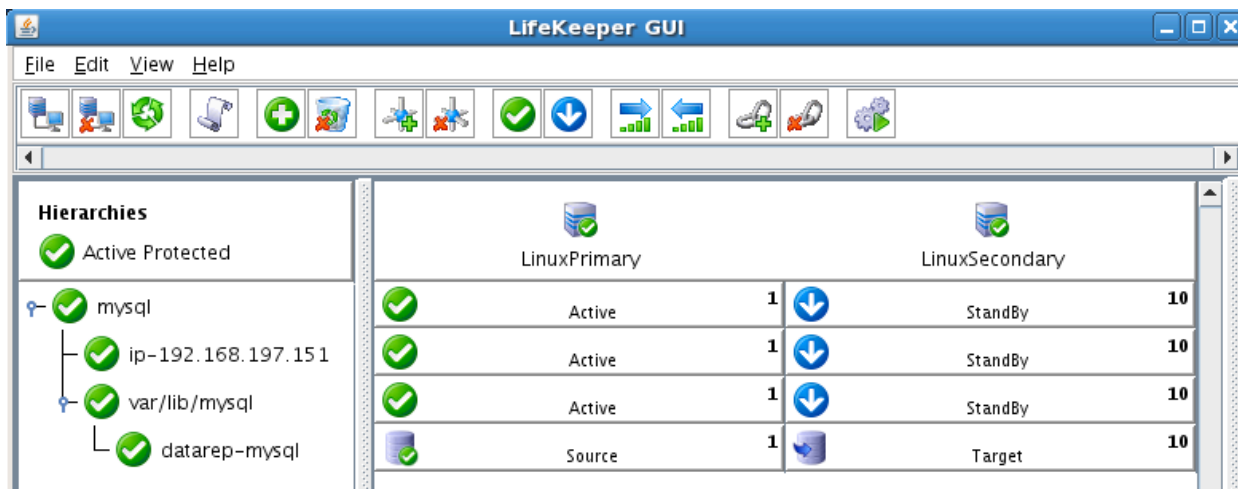 LifeKeeper GUI
File Edit View Help
Hierarchies
Active Protected
LinuxPrimary LinuxSecondary
mysql Active 1 StandBy 10
ip-192.168.197.151 Active 1 StandBy 10
var/lib/mysql Active 1 StandBy 10
datarep-mysql Source 1 Target 10